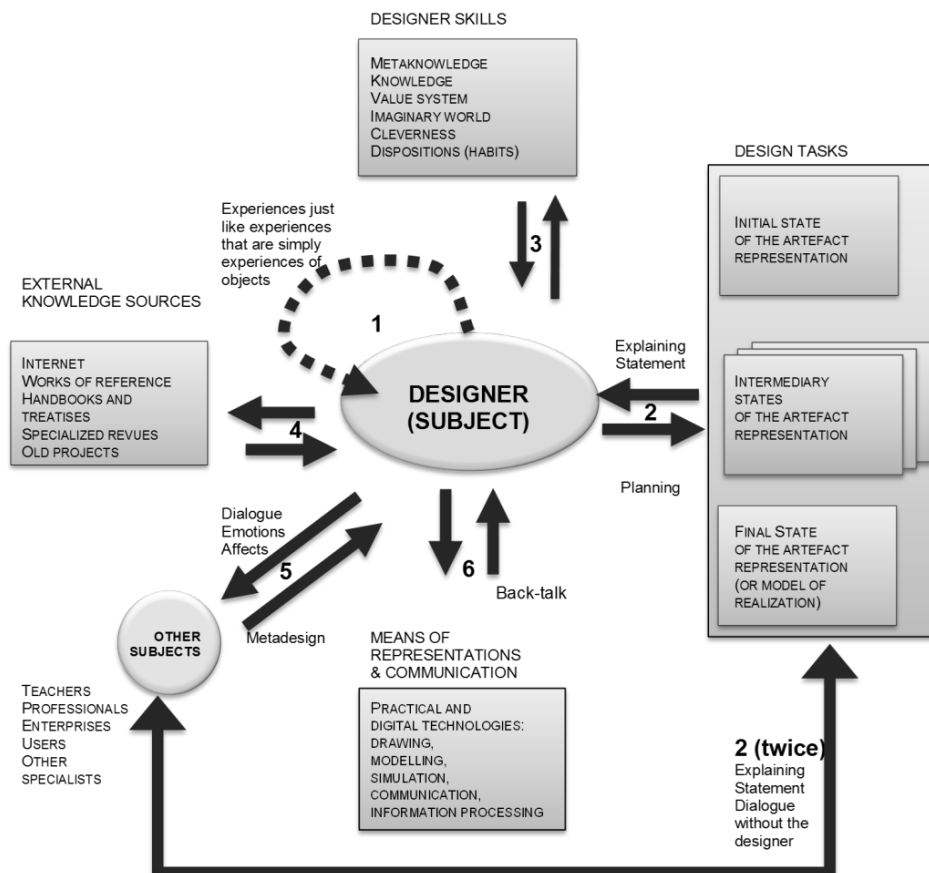 DESIGNER SKILLS
METAKNOWLEDGE
KNOWLEDGE
VALUE SYSTEM
IMAGINARY WORLD
CLEVERNESS
DISPOSITIONS (HABITS)
DESIGN TASKS
INITIAL STATE
OF THE ARTEFACT
REPRESENTATION
Experiences just
like experiences
that are simply
experiences of
objects
3
EXTERNAL
KNOWLEDGE SOURCES
1
INTERNET
WORKS OF REFERENCE
HANDBOOKS AND
TREATISES
SPECIALIZED REVUES
OLD PROJECTS
4
DESIGNER
(SUBJECT)
Explaining
Statement
2
Planning
INTERMEDIARY
STATES
OF THE ARTEFACT
REPRESENTATION
Dialogue
Emotions
Affects
5
Metadesign
6
Back-talk
FINAL STATE
OF THE ARTEFACT
REPRESENTATION
(OR MODEL OF
REALIZATION)
OTHER
SUBJECTS
TEACHERS
PROFESSIONALS
ENTERPRISES
USERS
OTHER
SPECIALISTS
MEANS OF
REPRESENTATIONS
& COMMUNICATION
PRACTICAL AND
DIGITAL TECHNOLOGIES:
DRAWING,
MODELLING,
SIMULATION,
COMMUNICATION,
INFORMATION PROCESSING
2 (twice)
Explaining
Statement
Dialogue
without the
designer